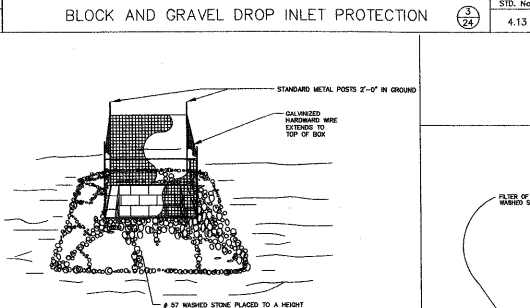 BLOCK AND GRAVEL DROP INLET PROTECTION
3
24
STD. No
4.13
STANDARD METAL POSTS 2'-0" IN GROUND
GALVINIZED
HARDWARD WIRE
EXTENDS TO
TOP OF BOX
FILTER OF
WASHED S
# 57 WASHED STONE PLACED TO A HEIGHT